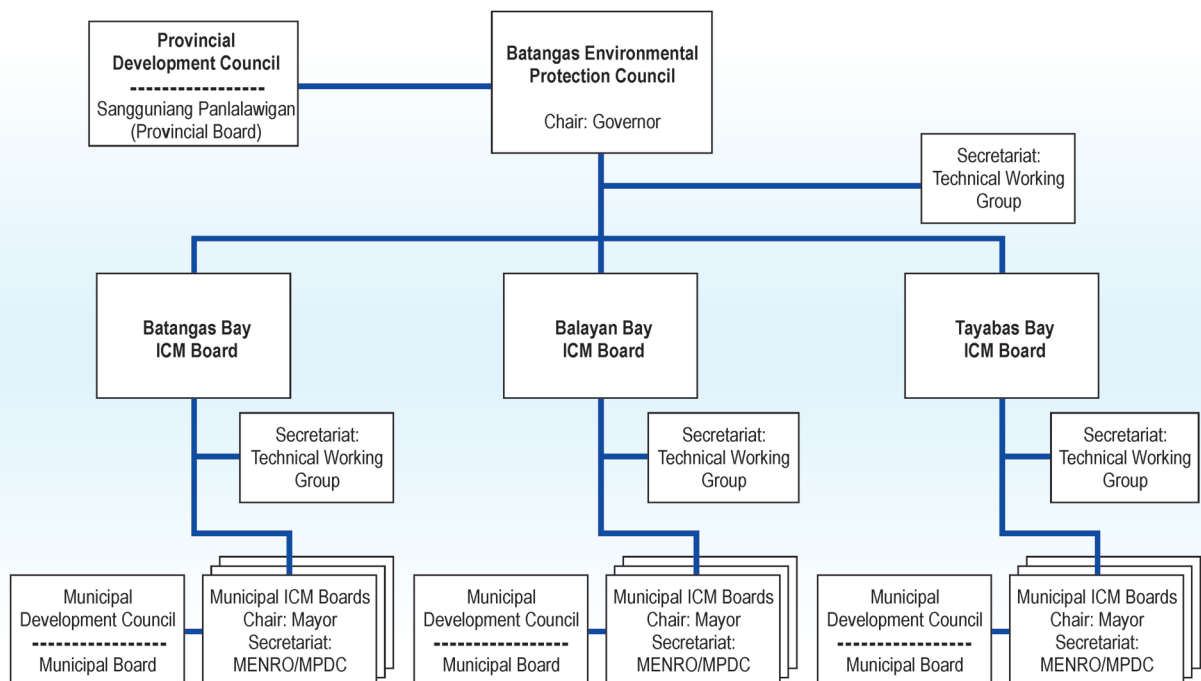 Provincial
Development Council
Sangguniang Panlalawigan
(Provincial Board)
Batangas Environmental
Protection Council
Chair: Governor
Secretariat:
Technical Working
Group
Batangas Bay
ICM Board
Balayan Bay
ICM Board
Tayabas Bay
ICM Board
Secretariat:
Technical Working
Group
Secretariat:
Technical Working
Group
Secretariat:
Technical Working
Group
Municipal
Development Council
Municipal Board
Municipal ICM Boards
Chair: Mayor
Secretariat:
MENRO/MPDC
Municipal
Development Council
Municipal Board
Municipal ICM Boards
Chair: Mayor
Secretariat:
MENRO/MPDC
Municipal
Development Council
Municipal Board
Municipal ICM Boards
Chair: Mayor
Secretariat:
MENRO/MPDC